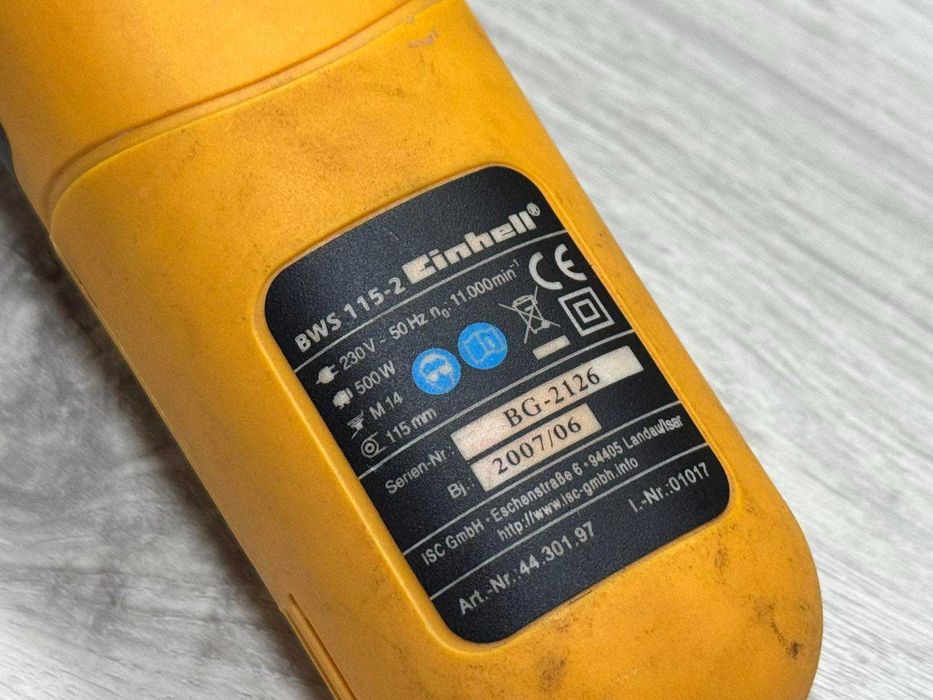 BWS 115-2 Einhell®
230 V ~ 50 Hz n₀: 11.000min⁻¹
500 W
M 14
115 mm
CE
Serien-Nr.: BG-2126
Bj.: 2007/06
ISC GmbH · Eschenstraße 6 · 94405 Landau/Isar
http://www.isc-gmbh.info
Art.-Nr.:44.301.97 I.-Nr.:01017